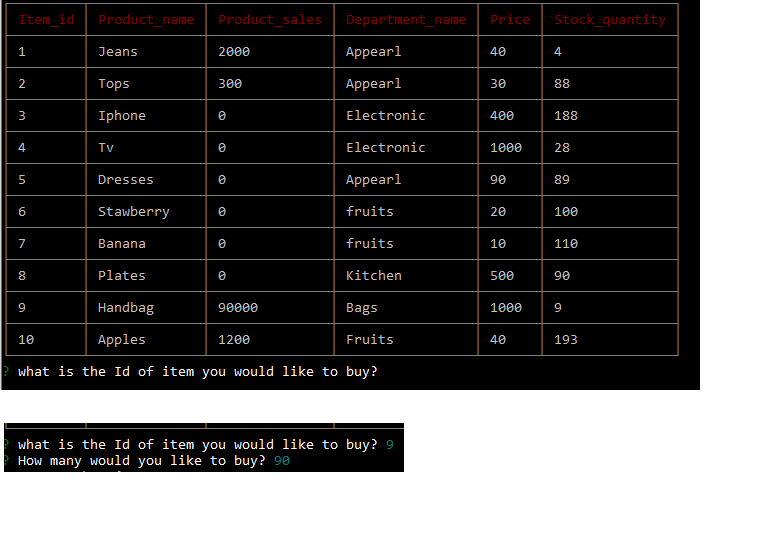 Item_id Product_name Product_sales Department_name Price Stock_quantity
1 Jeans 2000 Appearl 40 4
2 Tops 300 Appearl 30 88
3 Iphone 0 Electronic 400 188
4 Tv 0 Electronic 1000 28
5 Dresses 0 Appearl 90 89
6 Stawberry 0 fruits 20 100
7 Banana 0 fruits 10 110
8 Plates 0 Kitchen 500 90
9 Handbag 90000 Bags 1000 9
10 Apples 1200 Fruits 40 193
? what is the Id of item you would like to buy?
? what is the Id of item you would like to buy? 9
? How many would you like to buy? 90